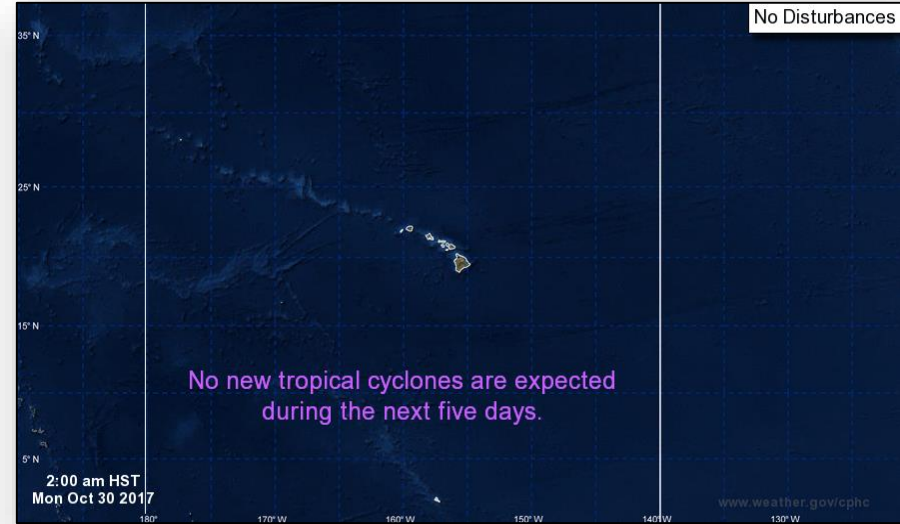 No Disturbances
35° N
25° N
15° N
No new tropical cyclones are expected
during the next five days.
5° N
2:00 am HST
Mon Oct 30 2017
www.weather.gov/cphc
180° 170° W 160° W 150° W 140° W 130° W